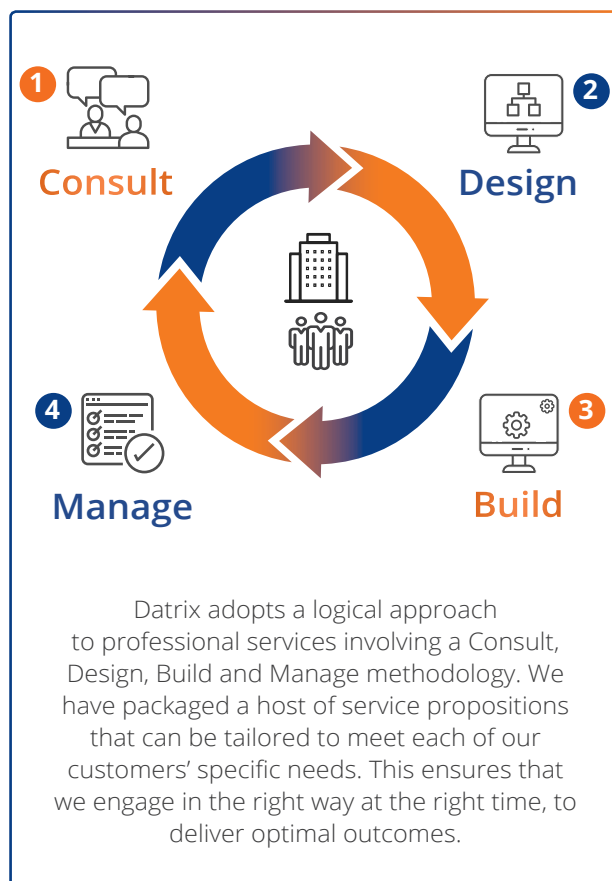 1
Consult
2
Design
4
Manage
3
Build
Datrix adopts a logical approach
to professional services involving a Consult,
Design, Build and Manage methodology. We
have packaged a host of service propositions
that can be tailored to meet each of our
customers’ specific needs. This ensures that
we engage in the right way at the right time, to
deliver optimal outcomes.